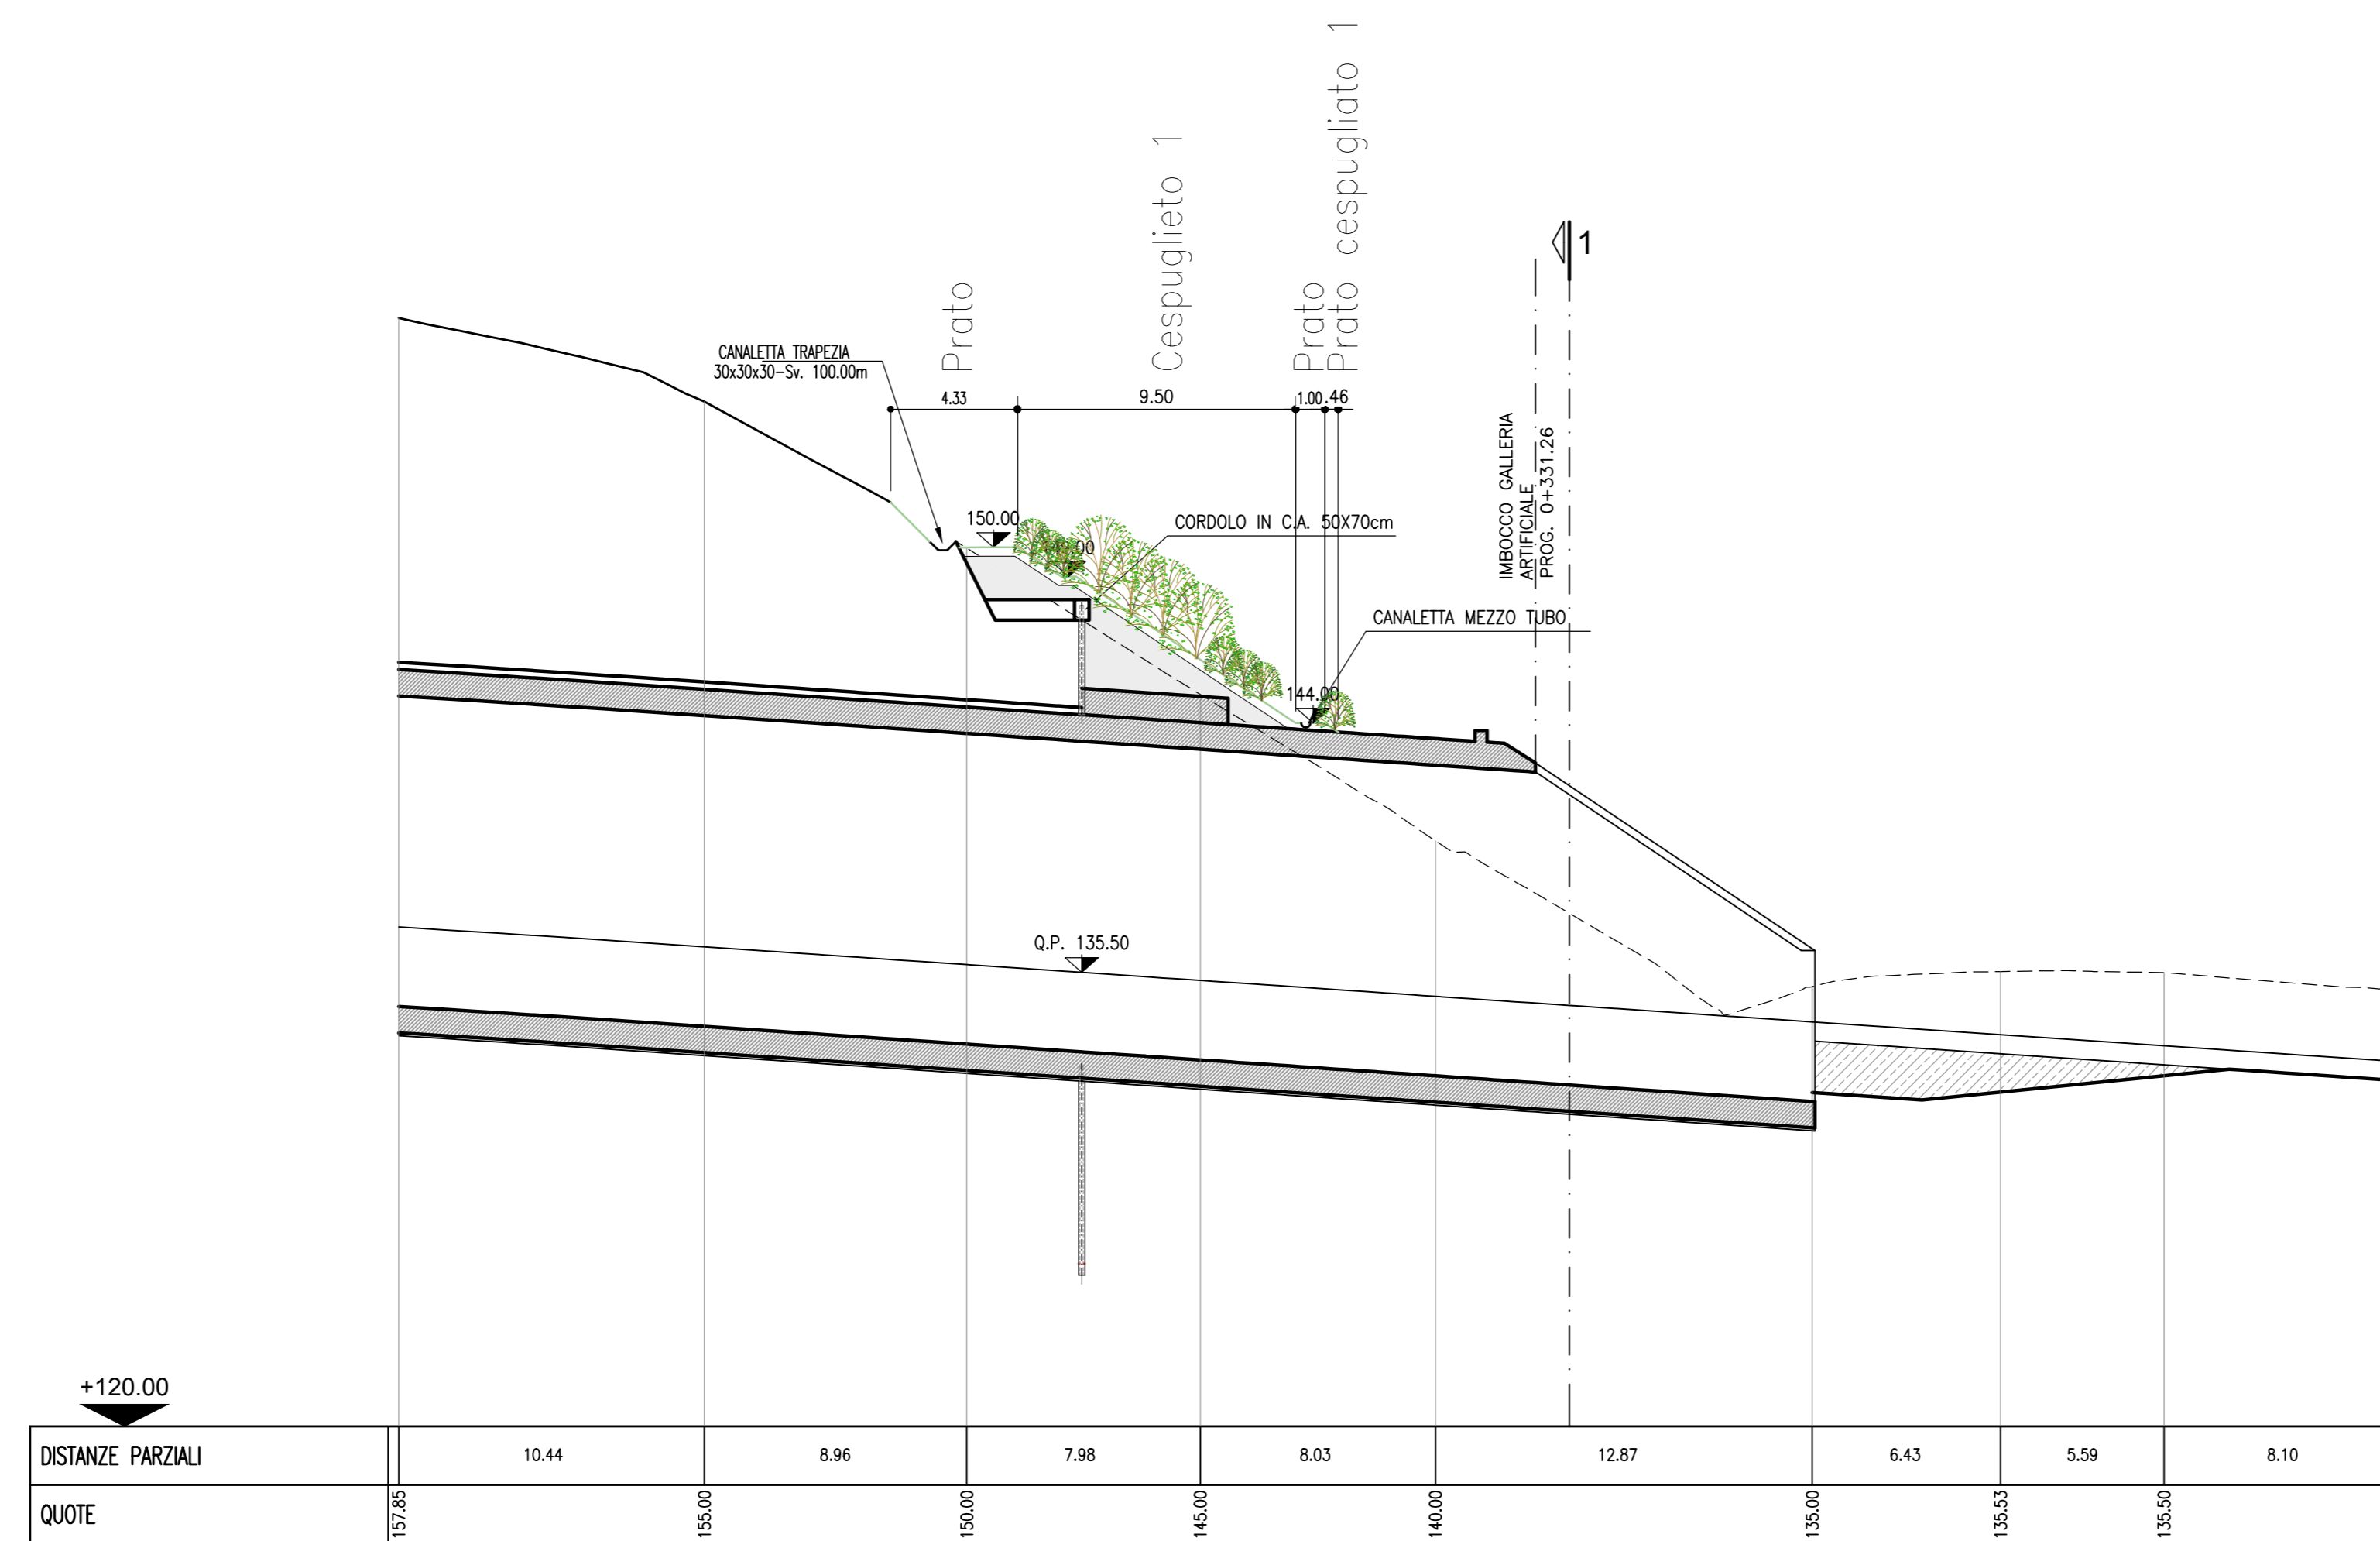 Prato
Cespuglieto 1
Prato
Prato cespugliato 1
1
CANALETTA TRAPEZIA
30x30x30-Sv. 100.00m
4.33
9.50
1.00
.46
IMBOCCO GALLERIA
ARTIFICIALE
PROG. 0+331.26
150.00
CORDOLO IN C.A. 50X70cm
CANALETTA MEZZO TUBO
144.00
Q.P. 135.50
+120.00
DISTANZE PARZIALI
10.44
8.96
7.98
8.03
12.87
6.43
5.59
8.10
QUOTE
157.85
155.00
150.00
145.00
140.00
135.00
135.53
135.50